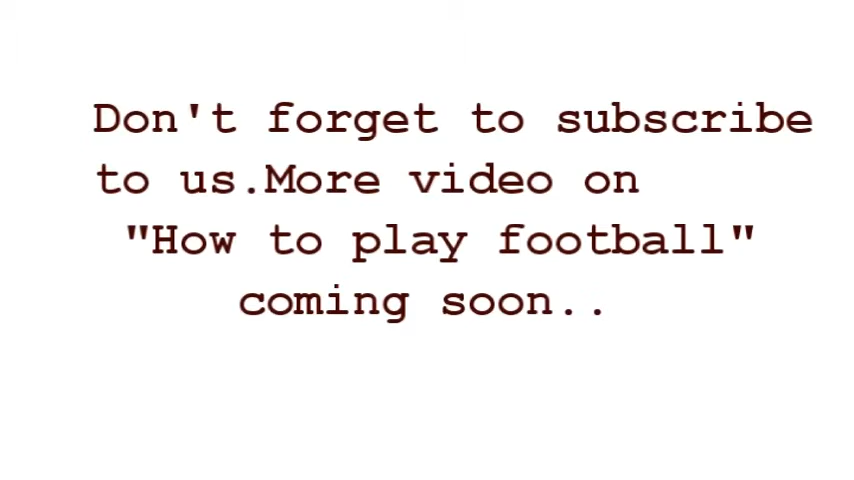 Don't forget to subscribe
to us.More video on
"How to play football"
coming soon..